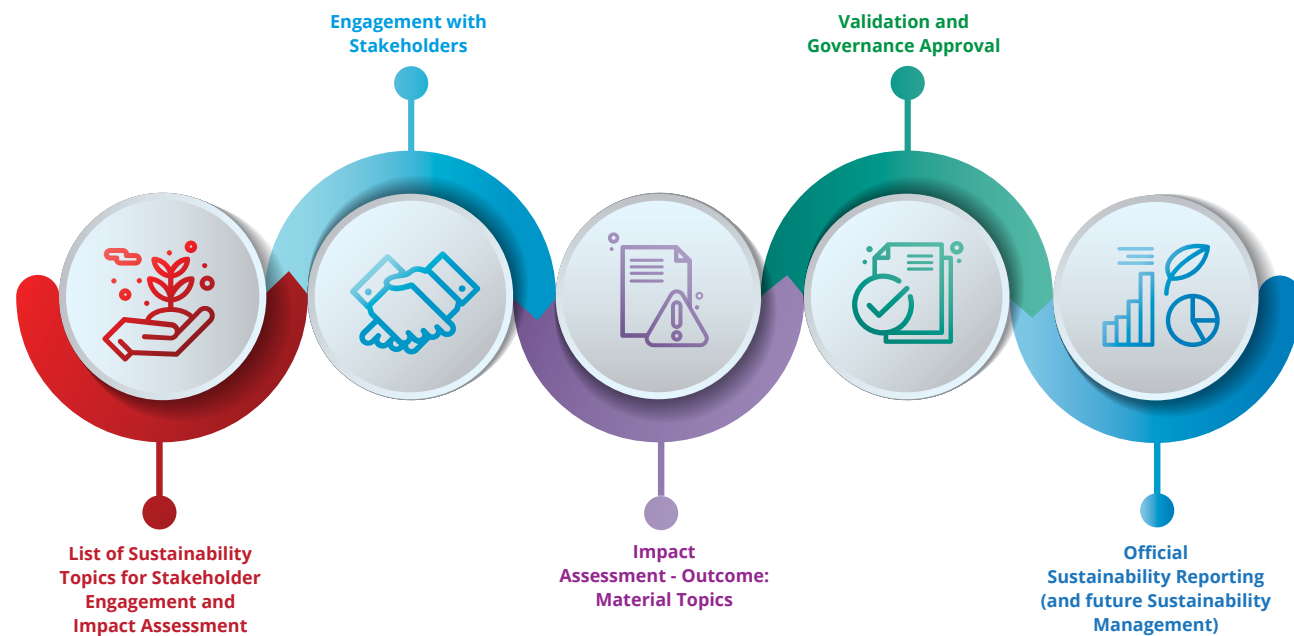 Engagement with
Stakeholders
Validation and
Governance Approval
List of Sustainability
Topics for Stakeholder
Engagement and
Impact Assessment
Impact
Assessment - Outcome:
Material Topics
Official
Sustainability Reporting
(and future Sustainability
Management)